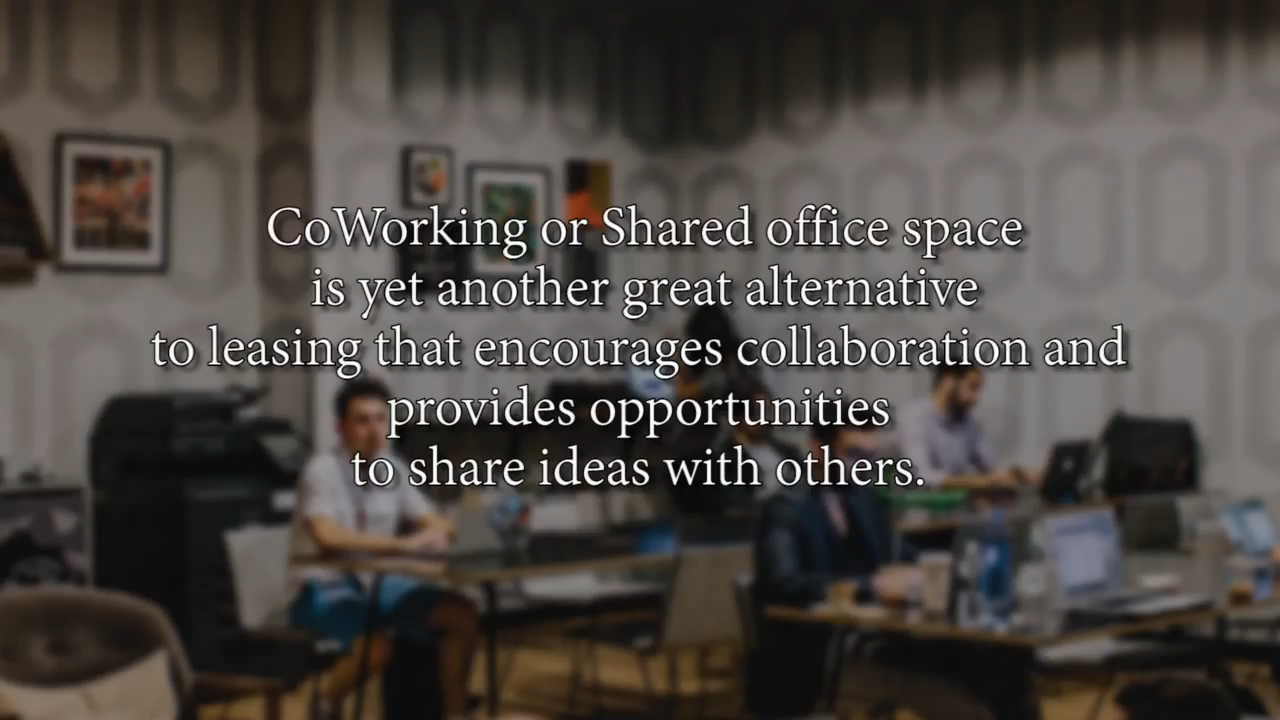 CoWorking or Shared office space
is yet another great alternative
to leasing that encourages collaboration and
provides opportunities
to share ideas with others.